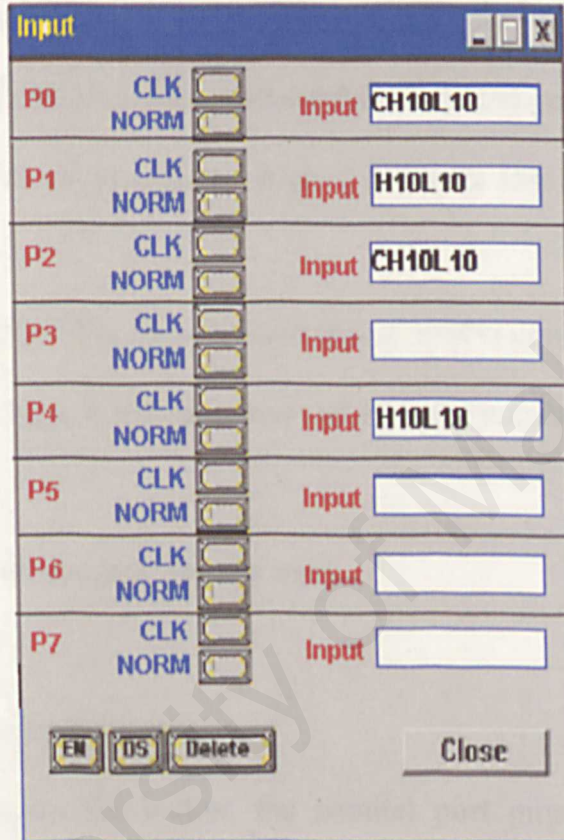 Input
P0 CLK
NORM Input CH10L10
P1 CLK
NORM Input H10L10
P2 CLK
NORM Input CH10L10
P3 CLK
NORM Input
P4 CLK
NORM Input H10L10
P5 CLK
NORM Input
P6 CLK
NORM Input
P7 CLK
NORM Input
EN DS Delete Close